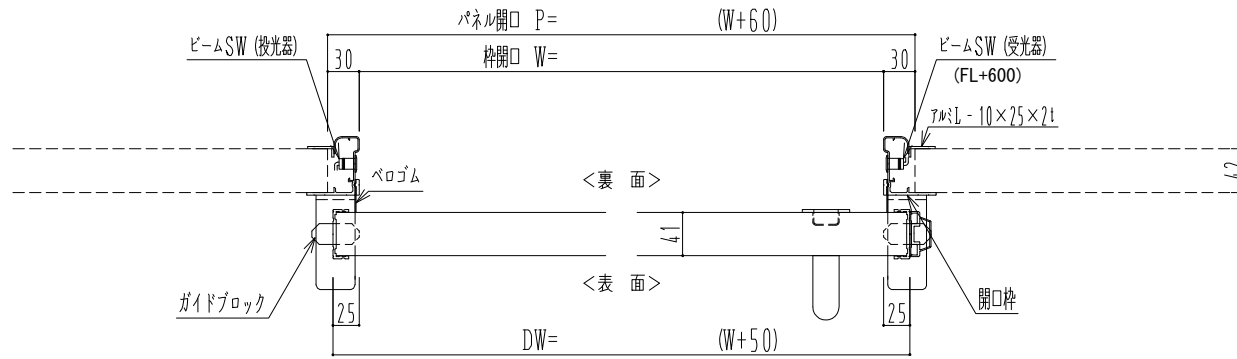 パネル開口 P= (W+60)
ビームSW (投光器)
30
枠開口 W=
30
ビームSW (受光器)
(FL+600)
アルミL - 10×25×2t
ベロゴム
<裏 面>
42
41
<表 面>
ガイドブロック
25
25
開口枠
DW= (W+50)